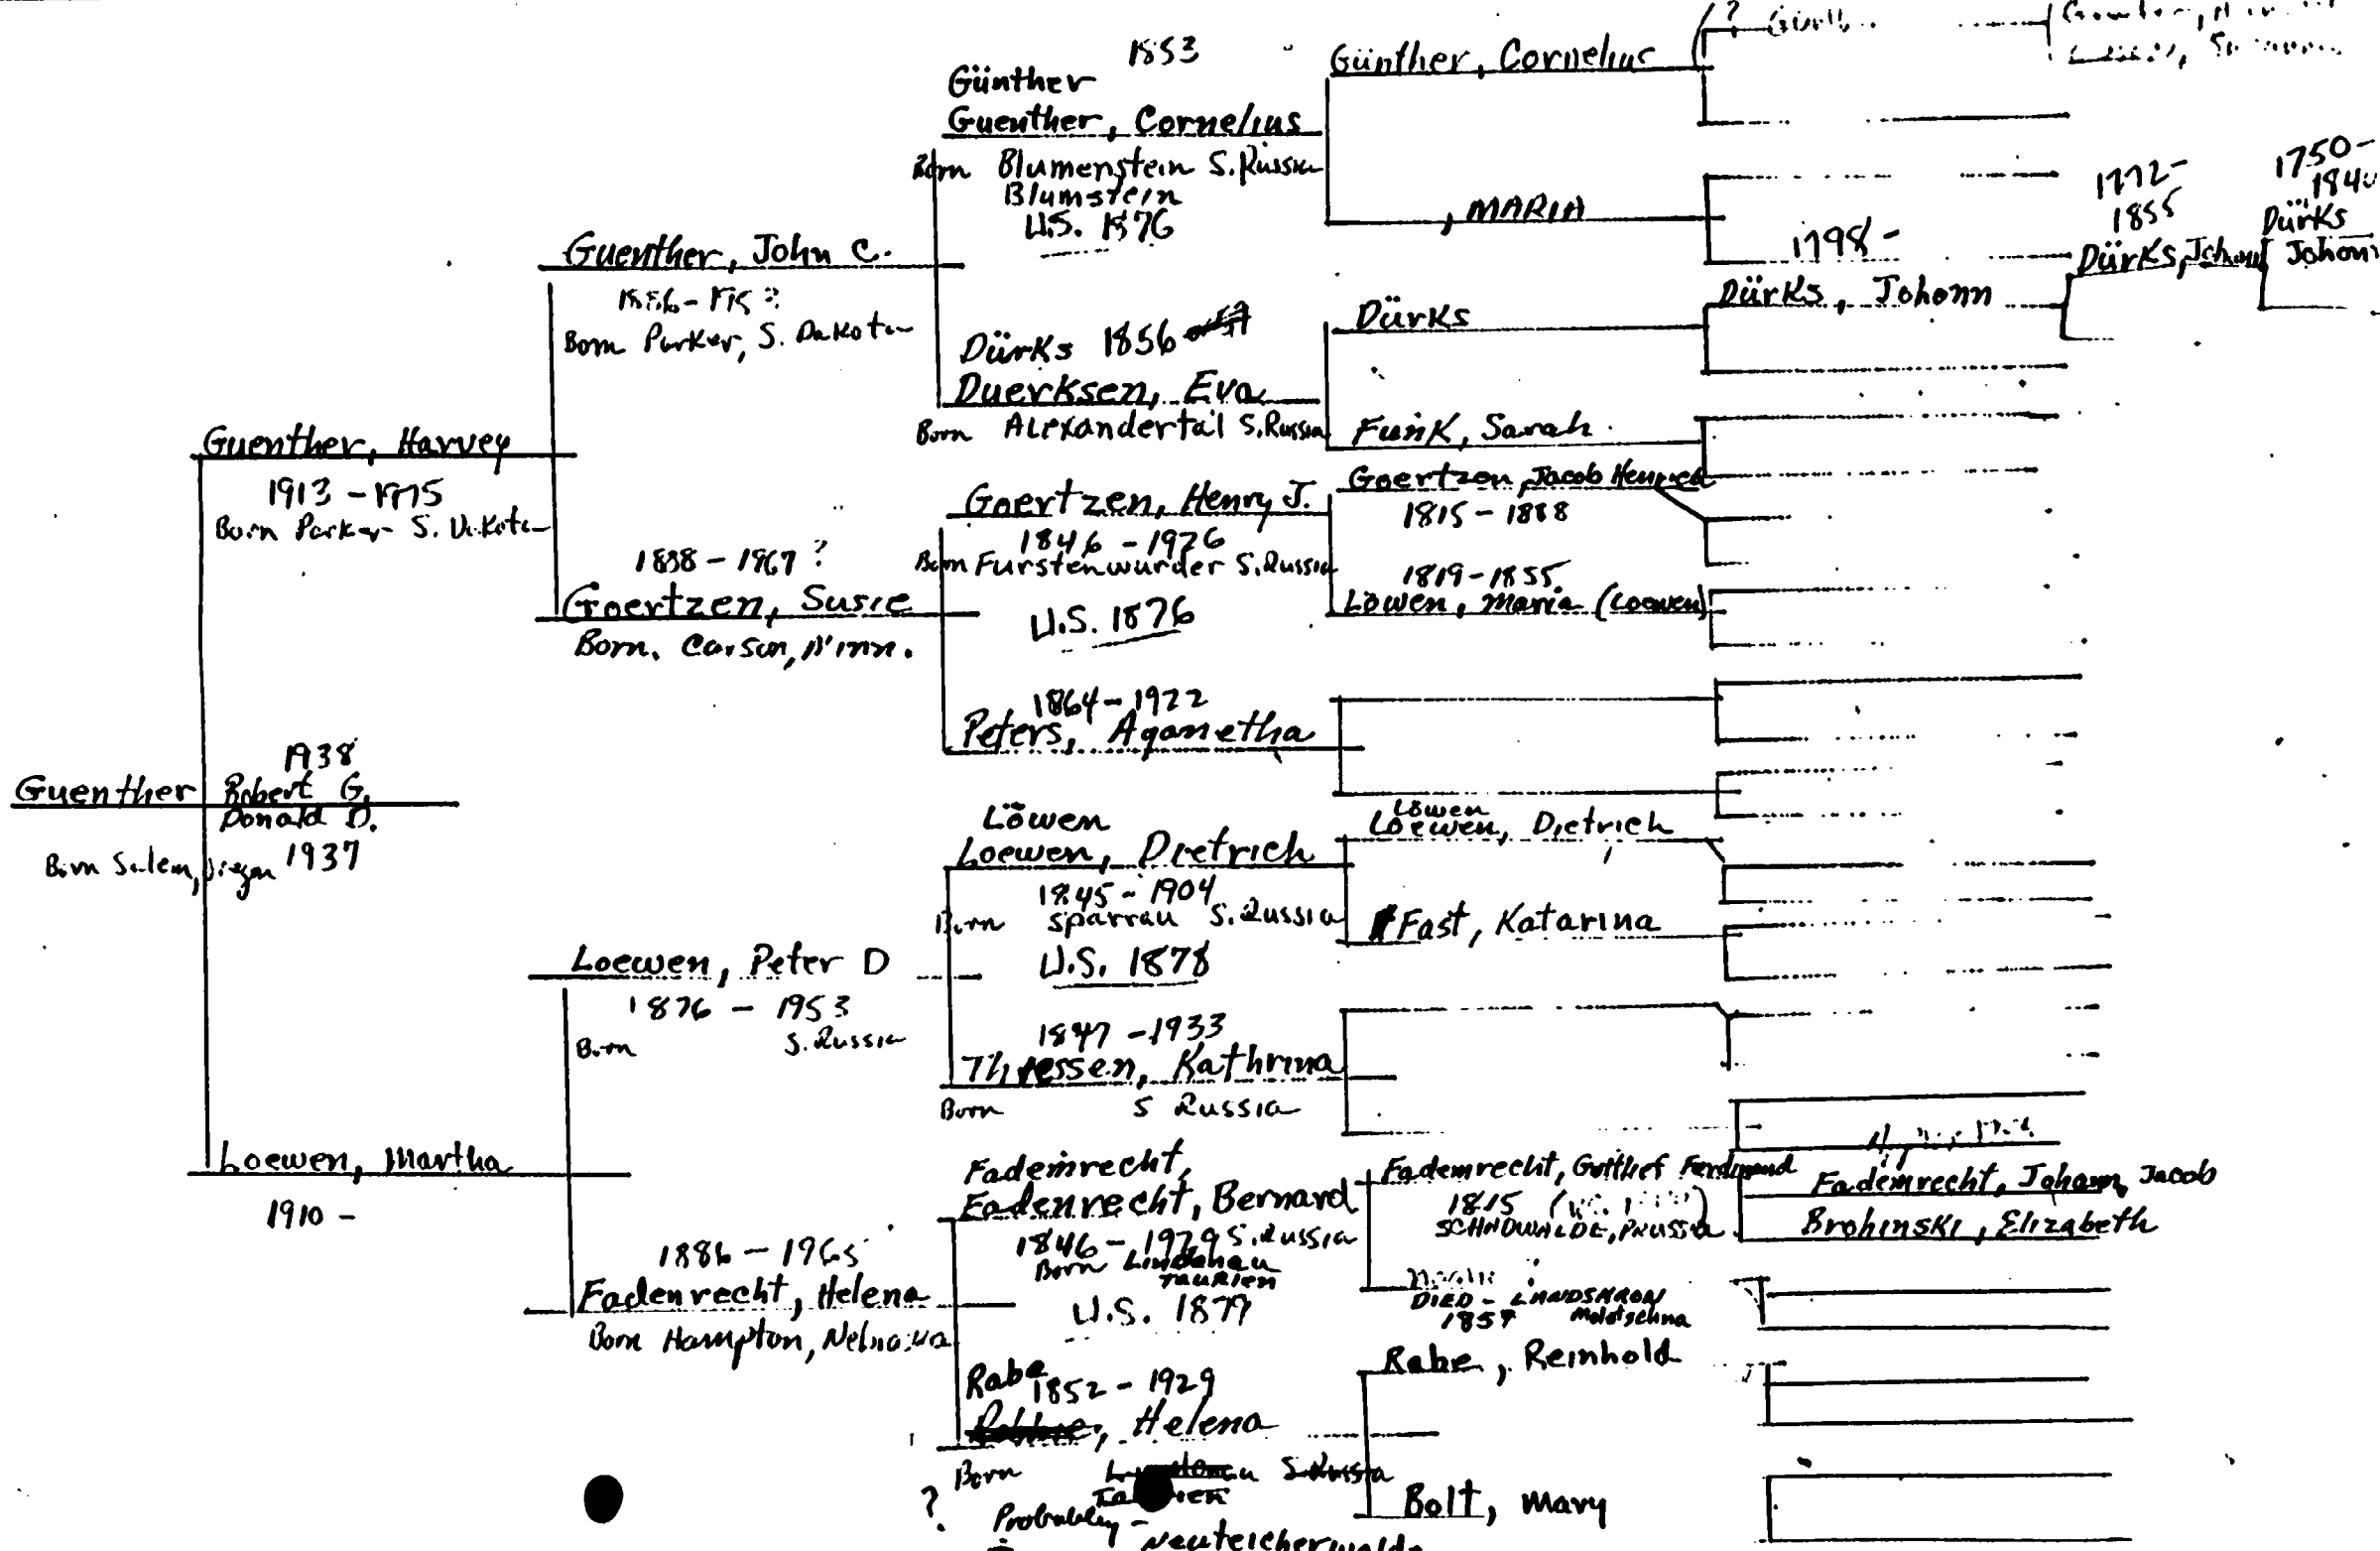 Guenther
1938
Robert G.
Donald D.
1937
Born Salem, Oregon
Guenther, Harvey
1913 - 1975
Born Parker S. Dakota
Loewen, Martha
1910 -
Guenther, John C.
Born Parker, S. Dakota
- 1967 ?
Goertzen, Susie
Born. Carson, Minn.
Loewen, Peter D
1876 - 1953
Born S. Russia
1886 - 1965
Fadenrecht, Helena
Born Hampton, Nebraska
1853
Günther
Guenther, Cornelius
Born Blumenstein S. Russia
Blumstein
U.S. 1876
Dürks 1856
Duerksen, Eva
Born Alexandertal S. Russia
Goertzen, Henry J.
1846 - 1926
Born Furstenwurder S. Russia
U.S. 1876
1864 - 1922
Peters, Aganetha
Löwen
Loewen, Dietrich
1845 - 1904
Born Sparrau S. Russia
U.S. 1878
1847 - 1933
Thiessen, Kathrina
Born S Russia
Fademrecht,
Fadenrecht, Bernard
1846 - 1929 S. Russia
Born Lindenau
Taurien
U.S. 1877
Rabe
1852 - 1929
, Helena
Born S. Russia
? Probably -
Neuteicherwalde
Günther, Cornelius
, MARIA
Dürks
Funk, Sarah
Goertzen, Jacob Heinrich
1815 - 1888
1819 - 1855
Löwen, Maria (Loewen)
Löwen
Loewen, Dietrich
Fast, Katarina
Fademrecht, Gottlief Ferdinand
1815
SCHNOWALDE, PRUSSIA
DIED - LANDSKRON
1857 Molotschna
Rabe, Reinhold
Bolt, Mary
?
1798 -
Dürks, Johann
1772 -
1855
Dürks, Johann
1750 -
1840
Dürks
Johann
Fademrecht, Johann Jacob
Brohinski, Elizabeth